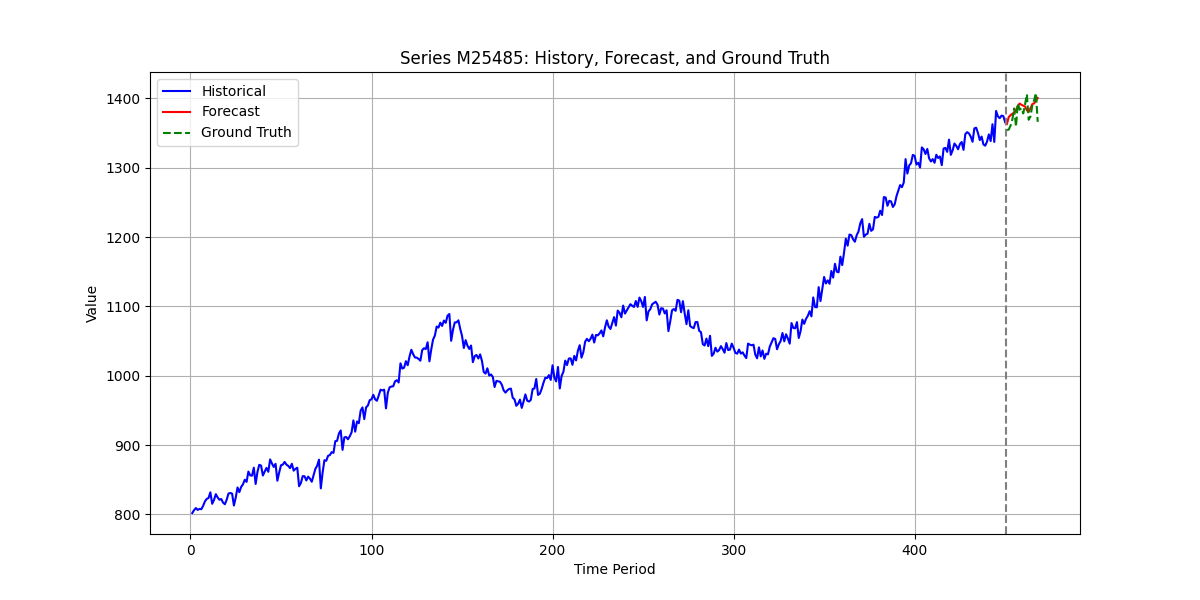 Series M25485: History, Forecast, and Ground Truth
Historical
Forecast
Ground Truth
1400
1300
1200
1100
1000
900
800
Value
0
100
200
300
400
Time Period